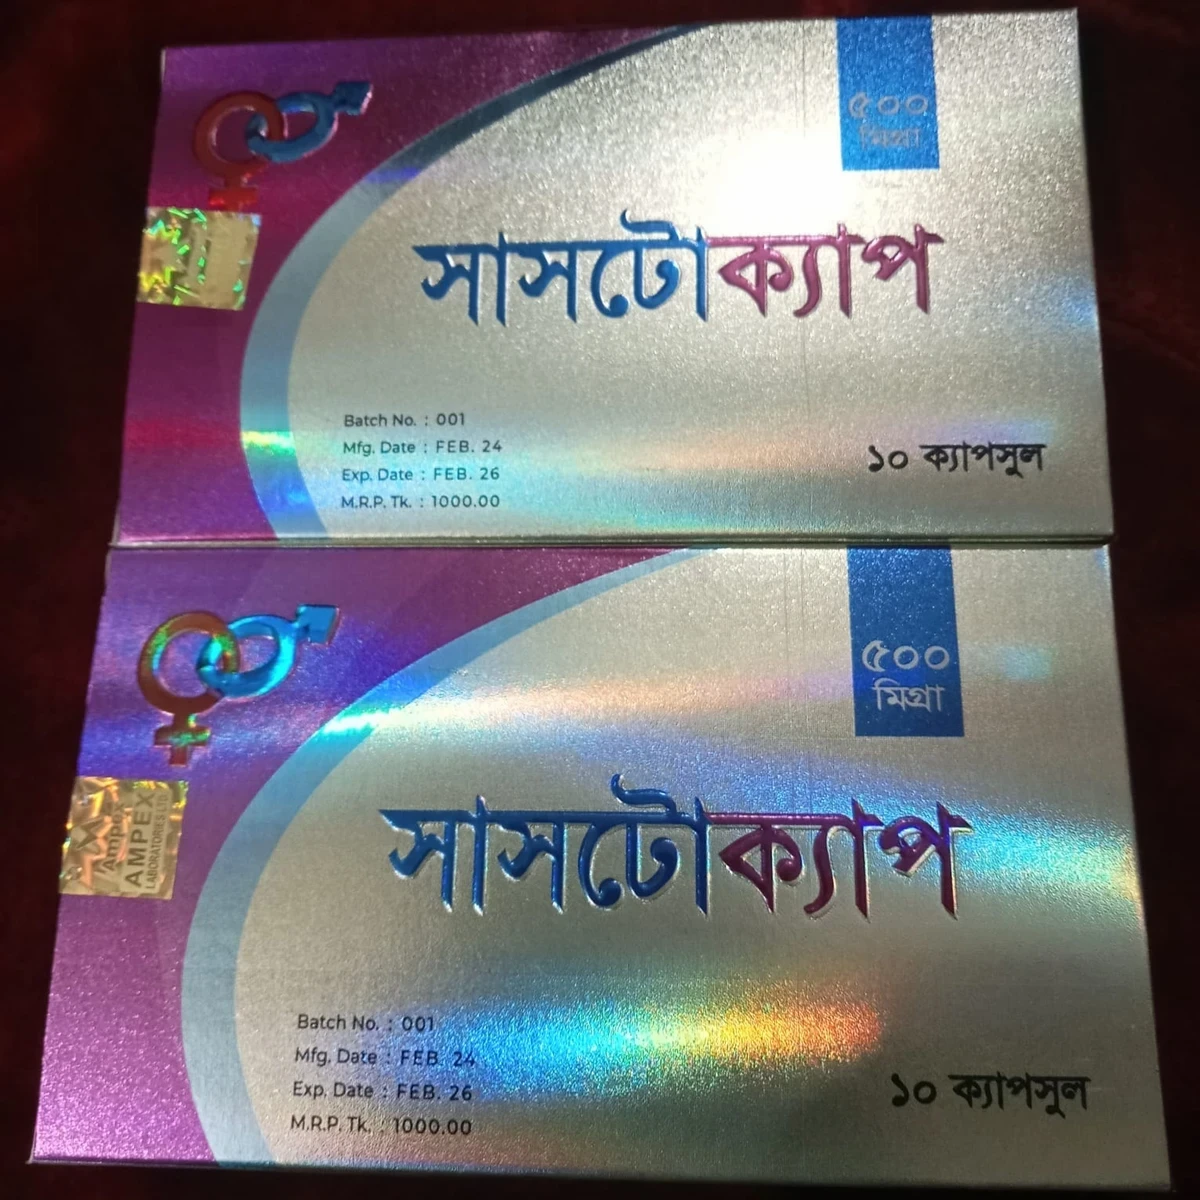 ৫০০
মিগ্রা
সাসটোক্যাপ
Batch No. : 001
Mfg. Date : FEB. 24
Exp. Date : FEB. 26
M.R.P. Tk. : 1000.00
১০ ক্যাপসুল
৫০০
মিগ্রা
সাসটোক্যাপ
Ampex
AMPEX
LABORATORIES LTD.
Batch No. : 001
Mfg. Date : FEB. 24
Exp. Date : FEB. 26
M.R.P. Tk. : 1000.00
১০ ক্যাপসুল